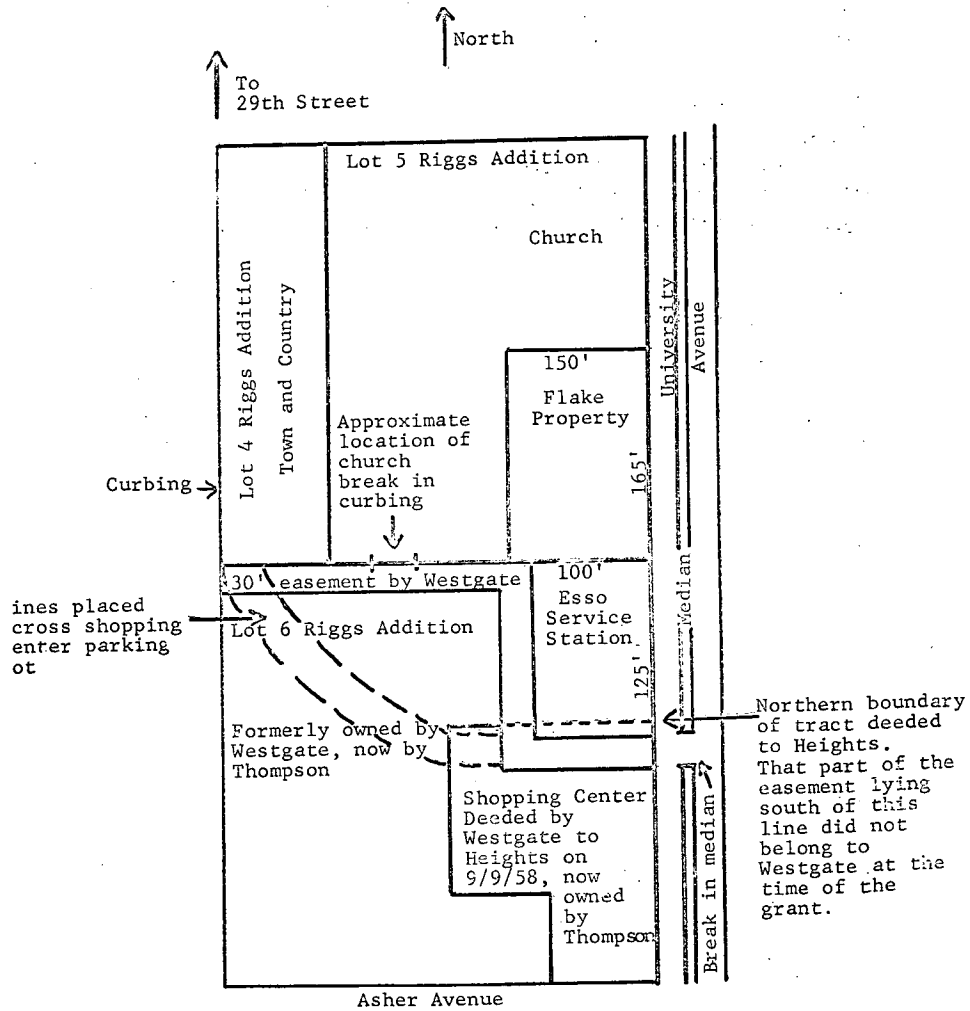 North
To
29th Street
Lot 5 Riggs Addition
Church
Lot 4 Riggs Addition
Town and Country
University
Avenue
150'
Flake
Property
165'
Approximate
location of
church
break in
curbing
Curbing
30' easement by Westgate
100'
Esso
Service
Station
125'
Median
ines placed
cross shopping
enter parking
ot
Lot 6 Riggs Addition
Formerly owned by
Westgate, now by
Thompson
Shopping Center
Deeded by
Westgate to
Heights on
9/9/58, now
owned
by
Thompson
Northern boundary
of tract deeded
to Heights.
That part of the
easement lying
south of this
line did not
belong to
Westgate at the
time of the
grant.
Break in median
Asher Avenue